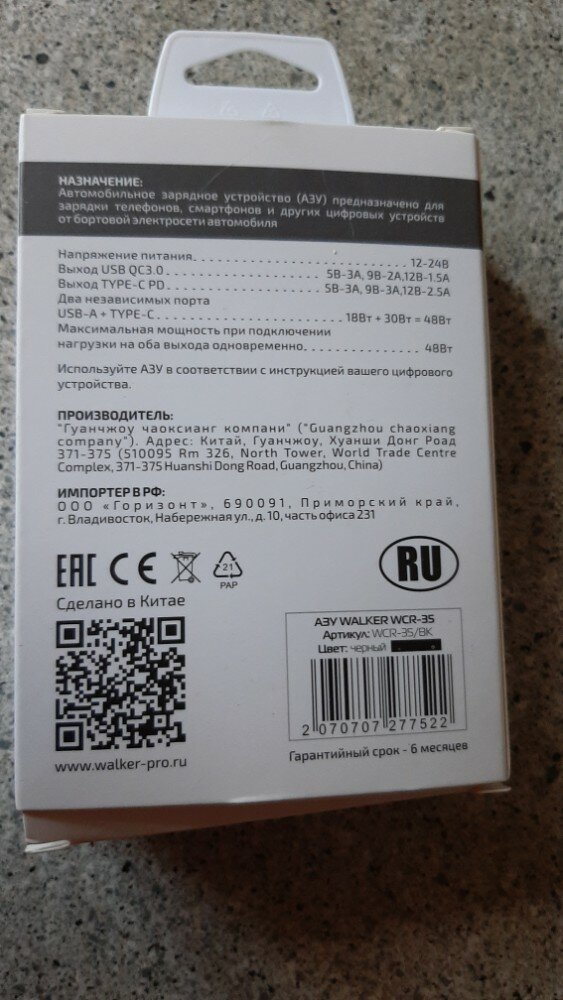 НАЗНАЧЕНИЕ:
Автомобильное зарядное устройство (АЗУ) предназначено для
зарядки телефонов, смартфонов и других цифровых устройств
от бортовой электросети автомобиля
Напряжение питания. . . . . . . . . . . . . . . . . . . . . . . . . . . . . . . 12-24В
Выход USB QC3.0 . . . . . . . . . . . . . . . . . . . . . . 5В-3А, 9В-2А,12В-1.5А
Выход TYPE-C PD. . . . . . . . . . . . . . . . . . . . . . 5В-3А, 9В-3А,12В-2.5А
Два независимых порта
USB-A + TYPE-C. . . . . . . . . . . . . . . . . . . . . . . . . . 18Вт + 30Вт = 48Вт
Максимальная мощность при подключении
нагрузки на оба выхода одновременно. . . . . . . . . . . . . . . . 48Вт
Используйте АЗУ в соответствии с инструкцией вашего цифрового
устройства.
ПРОИЗВОДИТЕЛЬ:
"Гуанчжоу чаоксианг компани" ("Guangzhou chaoxiang
company"). Адрес: Китай, Гуанчжоу, Хуанши Донг Роад
371-375 (510095 Rm 326, North Tower, World Trade Centre
Complex, 371-375 Huanshi Dong Road, Guangzhou, China)
ИМПОРТЕР В РФ:
ООО «Горизонт», 690091, Приморский край,
г. Владивосток, Набережная ул., д. 10, часть офиса 231
EAC CE
21
PAP
RU
Сделано в Китае
www.walker-pro.ru
АЗУ WALKER WCR-35
Артикул: WCR-35/BK
Цвет: черный
2 070707 277522
Гарантийный срок - 6 месяцев